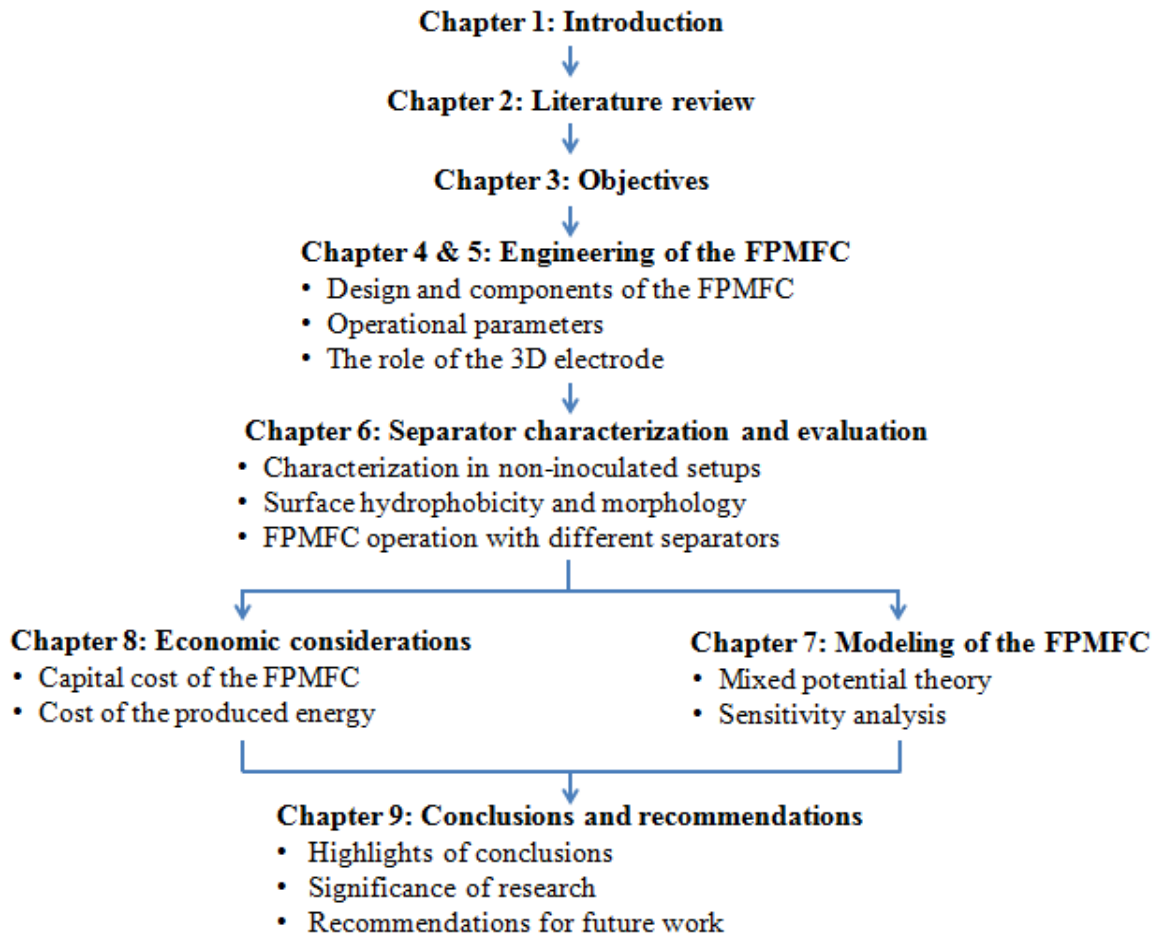 Chapter 1: Introduction
Chapter 2: Literature review
Chapter 3: Objectives
Chapter 4 & 5: Engineering of the FPMFC
• Design and components of the FPMFC
• Operational parameters
• The role of the 3D electrode
Chapter 6: Separator characterization and evaluation
• Characterization in non-inoculated setups
• Surface hydrophobicity and morphology
• FPMFC operation with different separators
Chapter 8: Economic considerations
• Capital cost of the FPMFC
• Cost of the produced energy
Chapter 7: Modeling of the FPMFC
• Mixed potential theory
• Sensitivity analysis
Chapter 9: Conclusions and recommendations
• Highlights of conclusions
• Significance of research
• Recommendations for future work